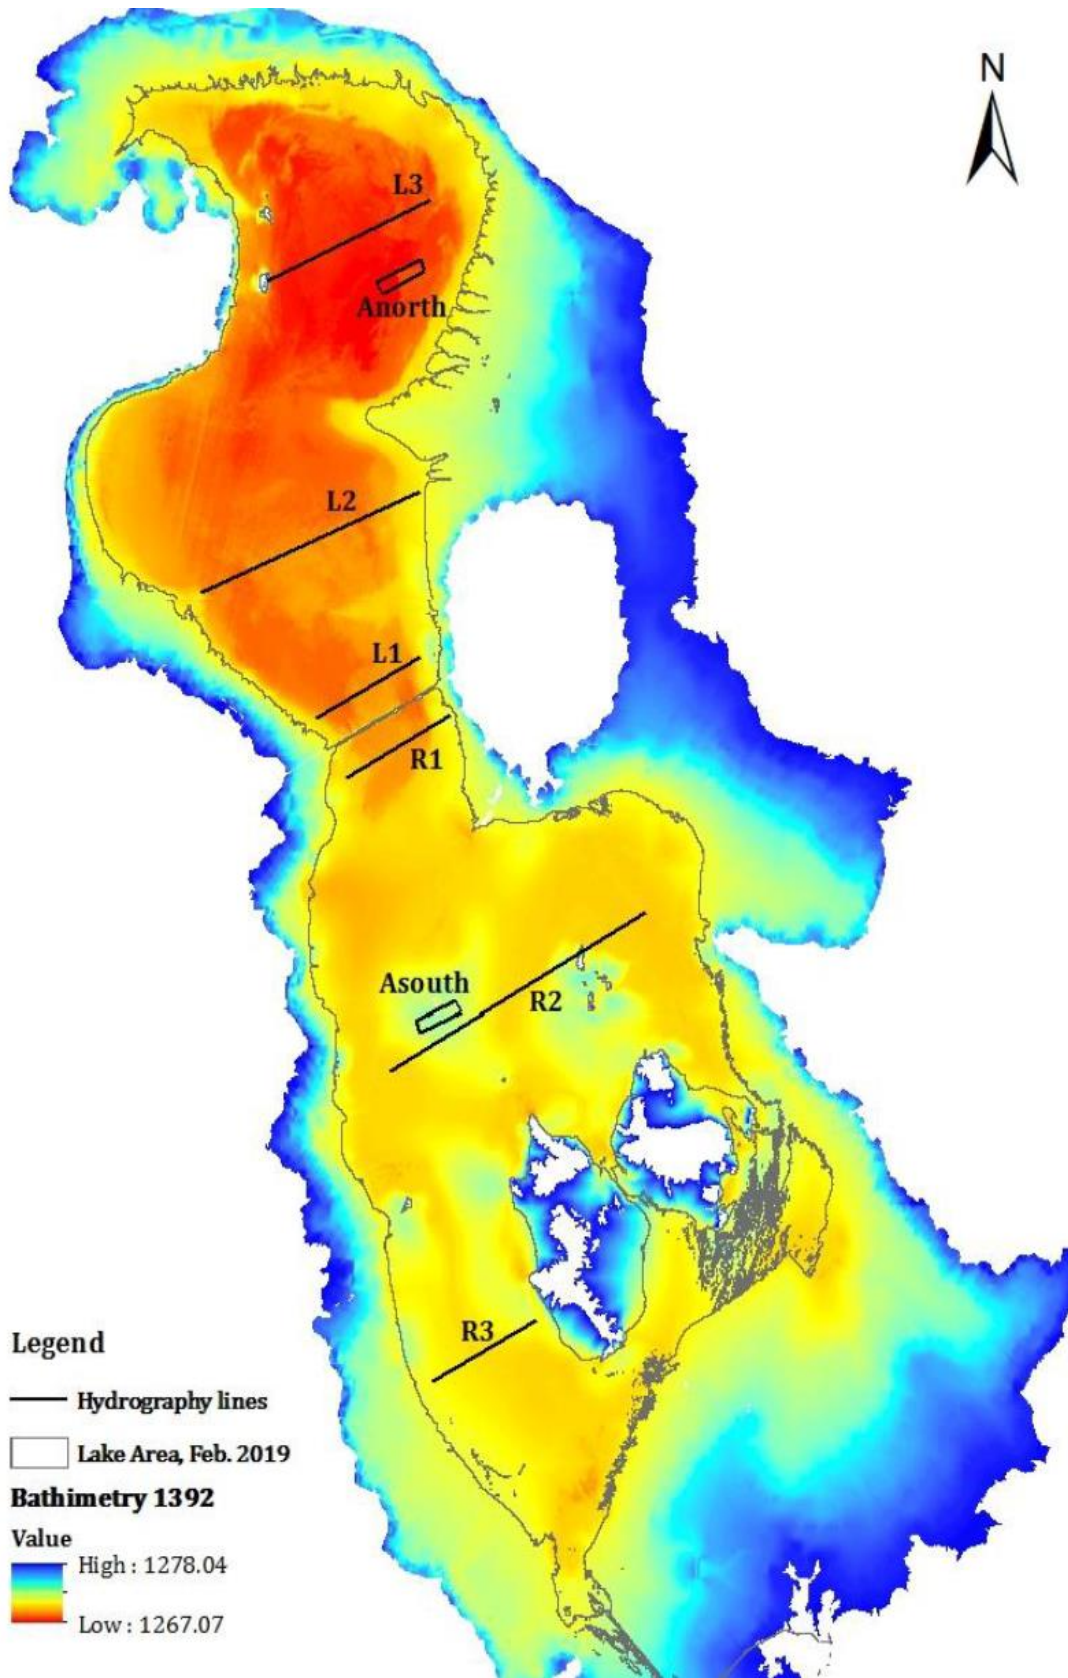 N
L3
Anorth
L2
L1
R1
Asouth
R2
R3
Legend
Hydrography lines
Lake Area, Feb. 2019
Bathimetry 1392
Value
High : 1278.04
Low : 1267.07